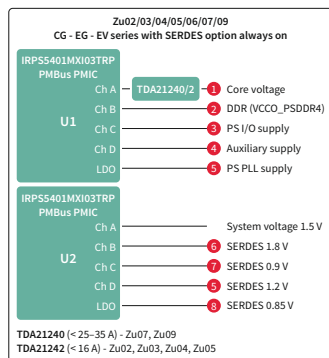 Zu02/03/04/05/06/07/09
CG - EG - EV series with SERDES option always on
IRPS5401MXI03TRP
PMBus PMIC
U1
Ch A TDA21240/2 1 Core voltage
Ch B 2 DDR (VCCO_PSDDR4)
Ch C 3 PS I/O supply
Ch D 4 Auxiliary supply
LDO 5 PS PLL supply
IRPS5401MXI03TRP
PMBus PMIC
U2
Ch A System voltage 1.5 V
Ch B 6 SERDES 1.8 V
Ch C 7 SERDES 0.9 V
Ch D 5 SERDES 1.2 V
LDO 8 SERDES 0.85 V
TDA21240 (< 25–35 A) - Zu07, Zu09
TDA21242 (< 16 A) - Zu02, Zu03, Zu04, Zu05